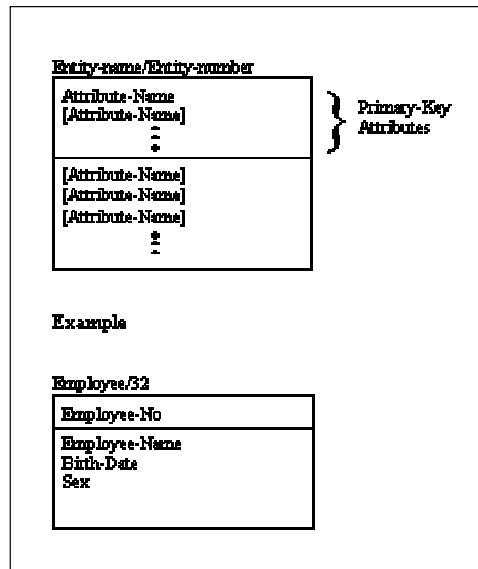 Entity-name/Entity-number
Attribute-Name
[Attribute-Name]
[Attribute-Name]
[Attribute-Name]
[Attribute-Name]
Primary-Key
Attributes
Example
Employee/32
Employee-No
Employee-Name
Birth-Date
Sex